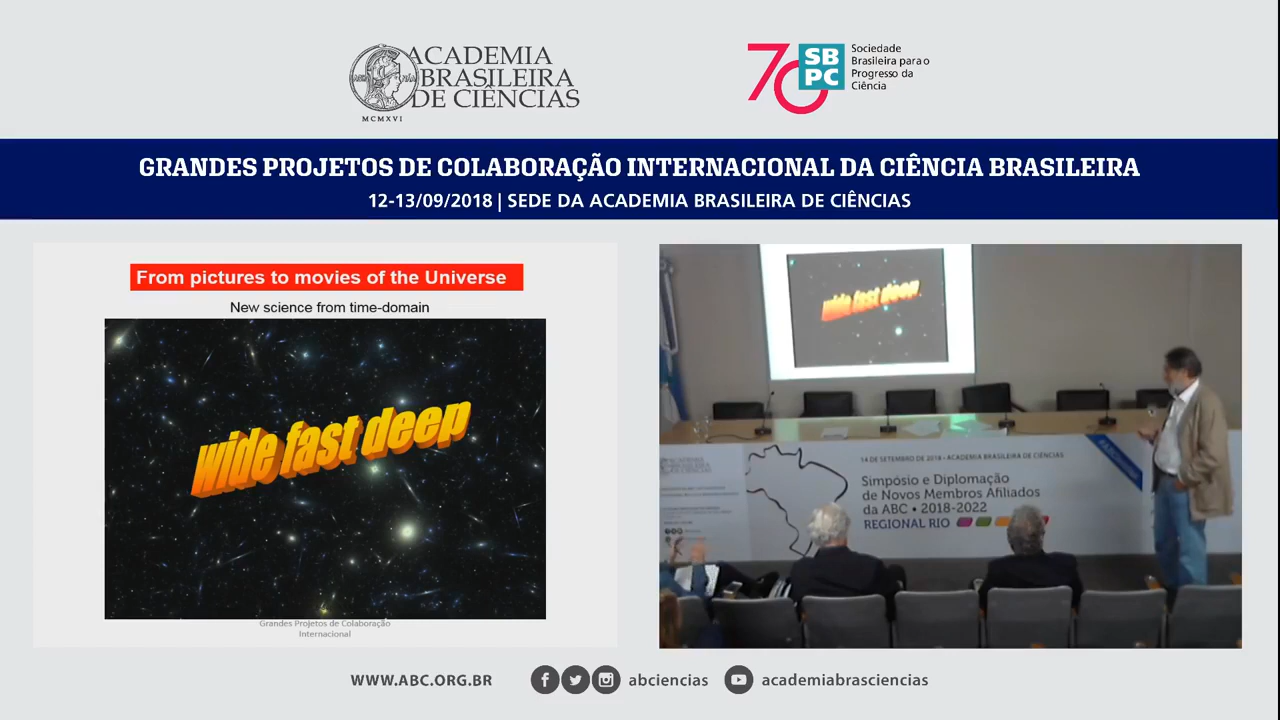 ACADEMIA
BRASILEIRA
DE CIÊNCIAS
MCMXVI
70
SB
PC
Sociedade
Brasileira para o
Progresso da
Ciência
GRANDES PROJETOS DE COLABORAÇÃO INTERNACIONAL DA CIÊNCIA BRASILEIRA
12-13/09/2018 | SEDE DA ACADEMIA BRASILEIRA DE CIÊNCIAS
From pictures to movies of the Universe
New science from time-domain
wide fast deep
Grandes Projetos de Colaboração
Internacional
wide fast deep
14 DE SETEMBRO DE 2018 • ACADEMIA BRASILEIRA DE CIÊNCIAS
Simpósio e Diplomação
de Novos Membros Afiliados
da ABC • 2018-2022
REGIONAL RIO
WWW.ABC.ORG.BR
abciencias
academiabrasciencias